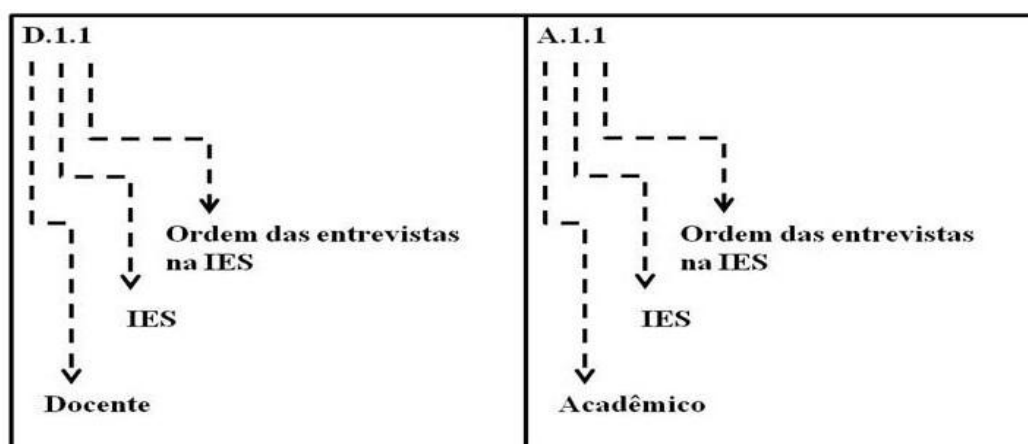 D.1.1
Ordem das entrevistas
na IES
IES
Docente
A.1.1
Ordem das entrevistas
na IES
IES
Acadêmico